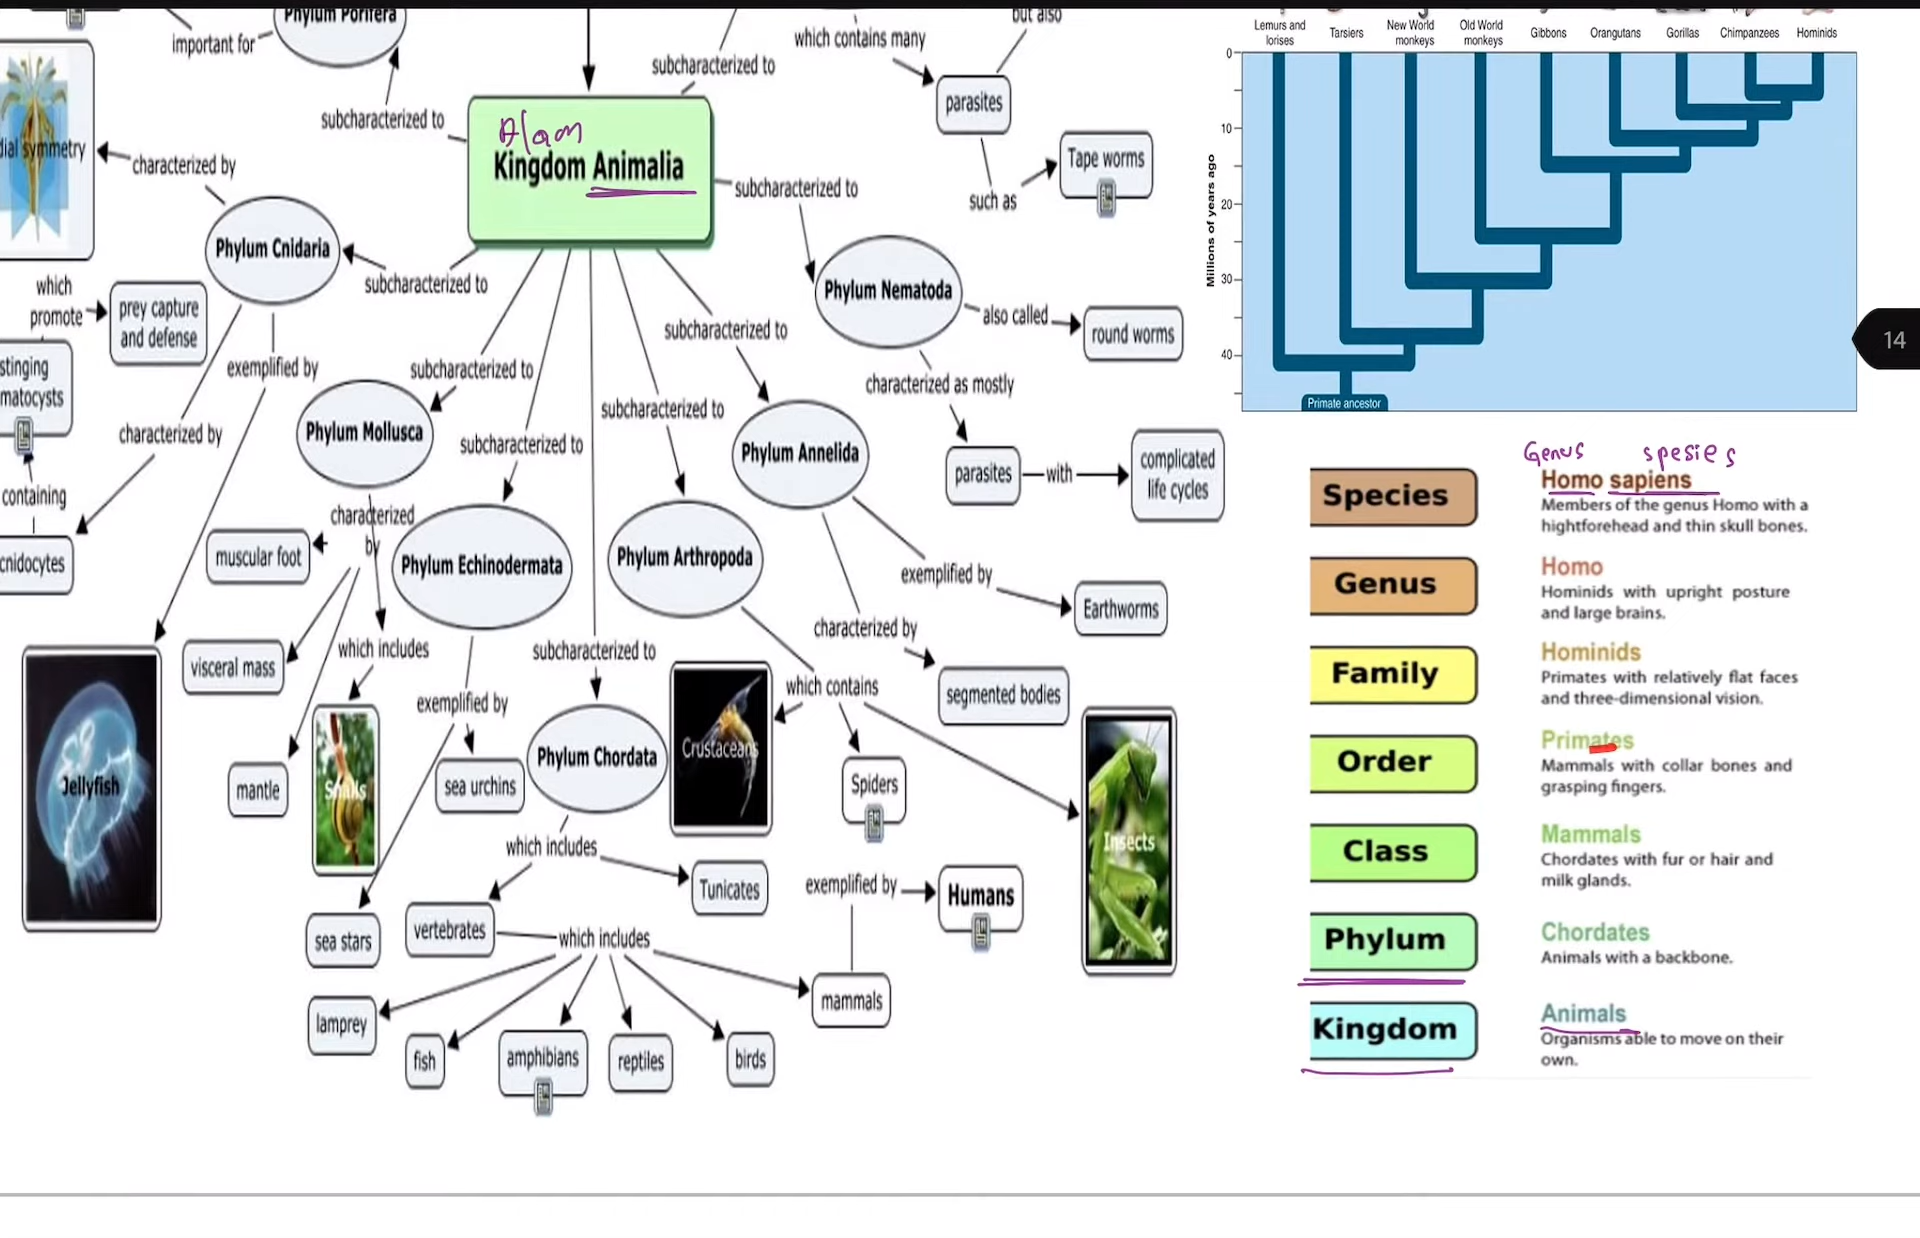 Phylum Porifera
important for
subcharacterized to
which contains many
but also
subcharacterized to
parasites
such as
Tape worms
Alam
Kingdom Animalia
symmetry
characterized by
Phylum Cnidaria
subcharacterized to
subcharacterized to
Phylum Nematoda
also called
round worms
characterized as mostly
parasites
with
complicated
life cycles
which
promote
prey capture
and defense
stinging
exemplified by
characterized by
containing
cnidocytes
Jellyfish
subcharacterized to
Phylum Mollusca
characterized
by
muscular foot
visceral mass
mantle
which includes
Snails
subcharacterized to
Phylum Echinodermata
exemplified by
sea urchins
sea stars
subcharacterized to
Phylum Arthropoda
which contains
Crustaceans
Spiders
Insects
subcharacterized to
Phylum Annelida
exemplified by
Earthworms
characterized by
segmented bodies
subcharacterized to
Phylum Chordata
which includes
Tunicates
vertebrates
which includes
lamprey
fish
amphibians
reptiles
birds
mammals
exemplified by
Humans
Lemurs and
lorises
Tarsiers
New World
monkeys
Old World
monkeys
Gibbons
Orangutans
Gorillas
Chimpanzees
Hominids
0
10
20
30
40
Millions of years ago
Primate ancestor
14
Genus spesies
Species
Homo sapiens
Members of the genus Homo with a
hightforehead and thin skull bones.
Genus
Homo
Hominids with upright posture
and large brains.
Family
Hominids
Primates with relatively flat faces
and three-dimensional vision.
Order
Primates
Mammals with collar bones and
grasping fingers.
Class
Mammals
Chordates with fur or hair and
milk glands.
Phylum
Chordates
Animals with a backbone.
Kingdom
Animals
Organisms able to move on their
own.